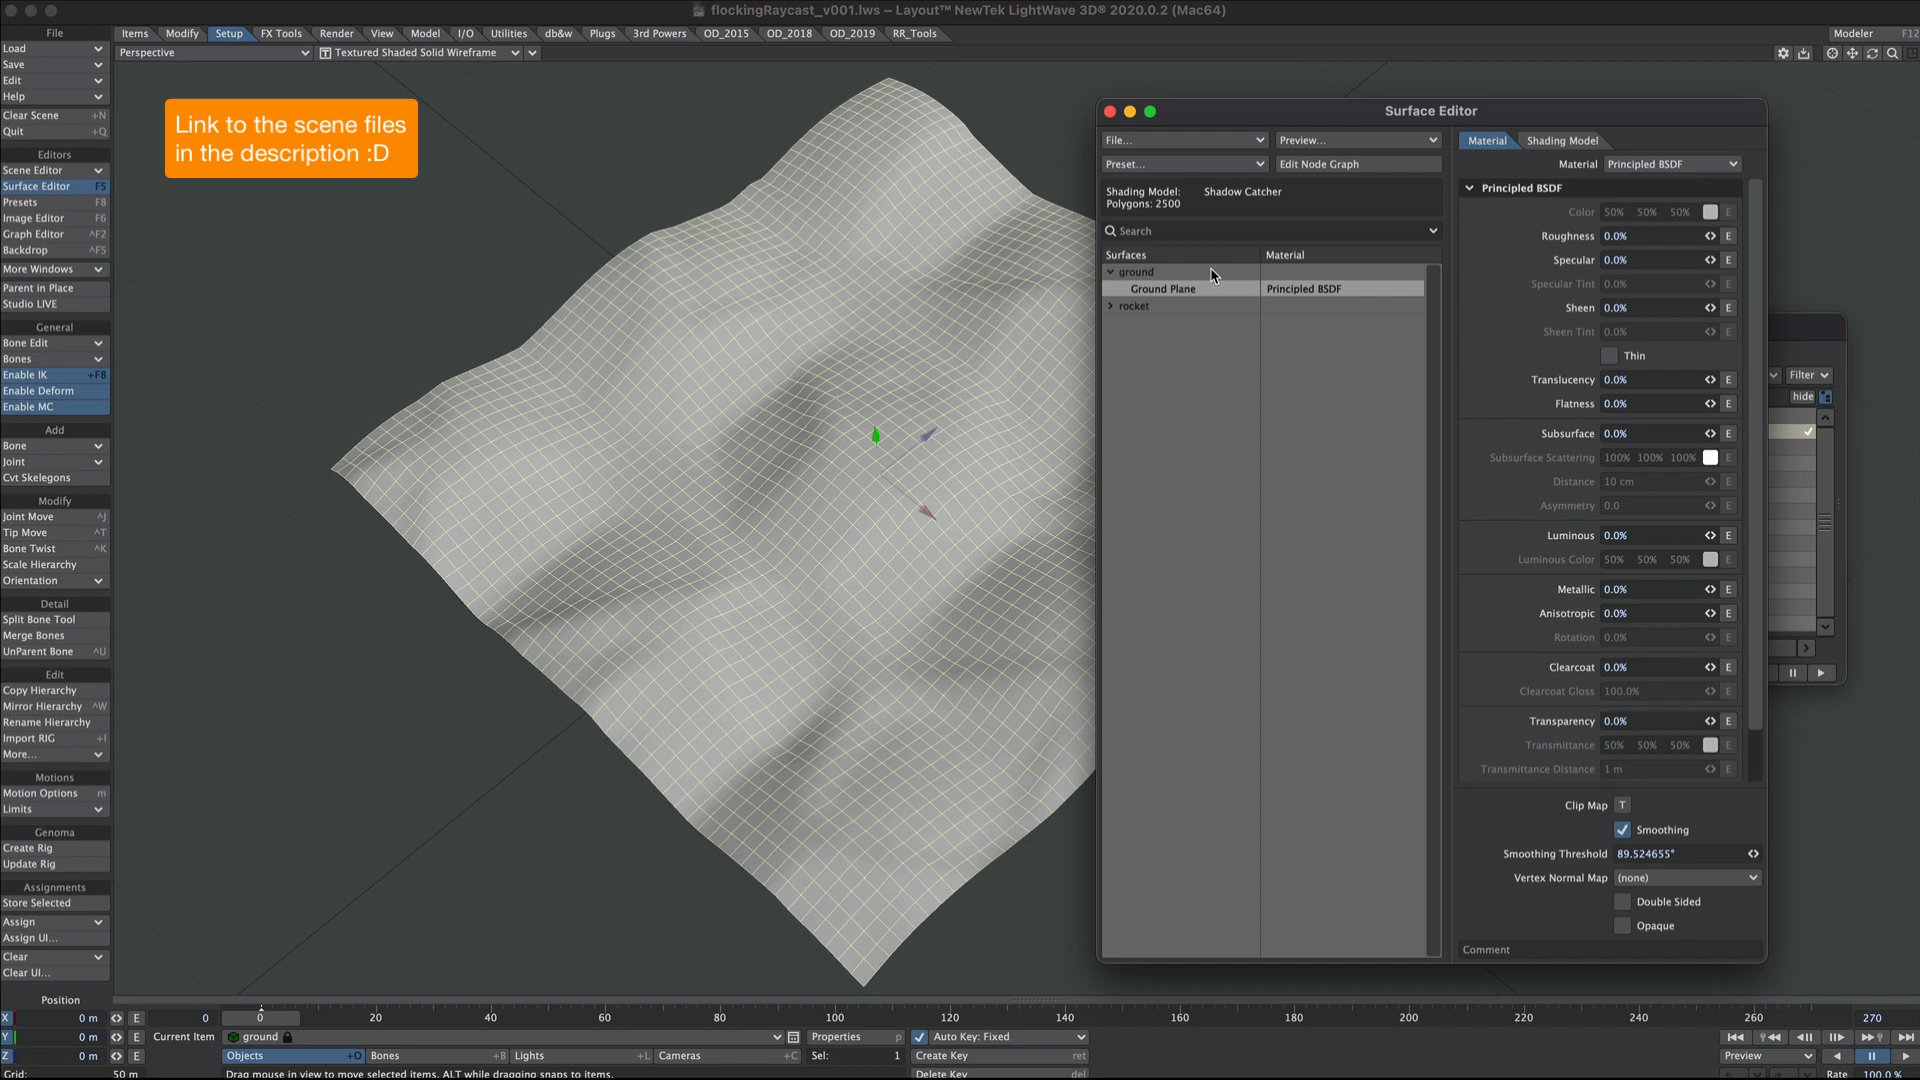 flockingRaycast_v001.lws — Layout™ NewTek LightWave 3D® 2020.0.2 (Mac64)
File
Items Modify Setup FX Tools Render View Model I/O Utilities db&w Plugs 3rd Powers OD_2015 OD_2018 OD_2019 RR_Tools Modeler F12
Load
Perspective Textured Shaded Solid Wireframe
Save
Edit
Help
Clear Scene +N
Quit +Q
Link to the scene files
in the description :D
Editors
Scene Editor
Surface Editor F5
Presets F8
Image Editor F6
Graph Editor ^F2
Backdrop ^F5
More Windows
Parent in Place
Studio LIVE
General
Bone Edit
Bones
Enable IK +F8
Enable Deform
Enable MC
Add
Bone
Joint
Cvt Skelegons
Modify
Joint Move ^J
Tip Move ^T
Bone Twist ^K
Scale Hierarchy
Orientation
Detail
Split Bone Tool
Merge Bones
UnParent Bone ^U
Edit
Copy Hierarchy
Mirror Hierarchy ^W
Rename Hierarchy
Import RIG +I
More...
Motions
Motion Options m
Limits
Genoma
Create Rig
Update Rig
Assignments
Store Selected
Assign
Assign UI...
Clear
Clear UI...
Surface Editor
File... Preview...
Preset... Edit Node Graph
Shading Model: Shadow Catcher
Polygons: 2500
Search
Surfaces Material
ground
Ground Plane Principled BSDF
rocket
Material Shading Model
Material Principled BSDF
Principled BSDF
Color 50% 50% 50% E
Roughness 0.0% E
Specular 0.0% E
Specular Tint 0.0% E
Sheen 0.0% E
Sheen Tint 0.0% E
Thin
Translucency 0.0% E
Flatness 0.0% E
Subsurface 0.0% E
Subsurface Scattering 100% 100% 100% E
Distance 10 cm E
Asymmetry 0.0 E
Luminous 0.0% E
Luminous Color 50% 50% 50% E
Metallic 0.0% E
Anisotropic 0.0% E
Rotation 0.0% E
Clearcoat 0.0% E
Clearcoat Gloss 100.0% E
Transparency 0.0% E
Transmittance 50% 50% 50% E
Transmittance Distance 1 m E
Clip Map T
Smoothing
Smoothing Threshold 89.524655°
Vertex Normal Map (none)
Double Sided
Opaque
Comment
Filter
hide
Position
X 0 m E 0 0 20 40 60 80 100 120 140 160 180 200 220 240 260 270
Y 0 m E Current Item ground Properties p Auto Key: Fixed
Z 0 m E Objects +O Bones +B Lights +L Cameras +C Sel: 1 Create Key ret Preview
Grid: 50 m Drag mouse in view to move selected items. ALT while dragging snaps to items. Delete Key del Rate 100.0 %